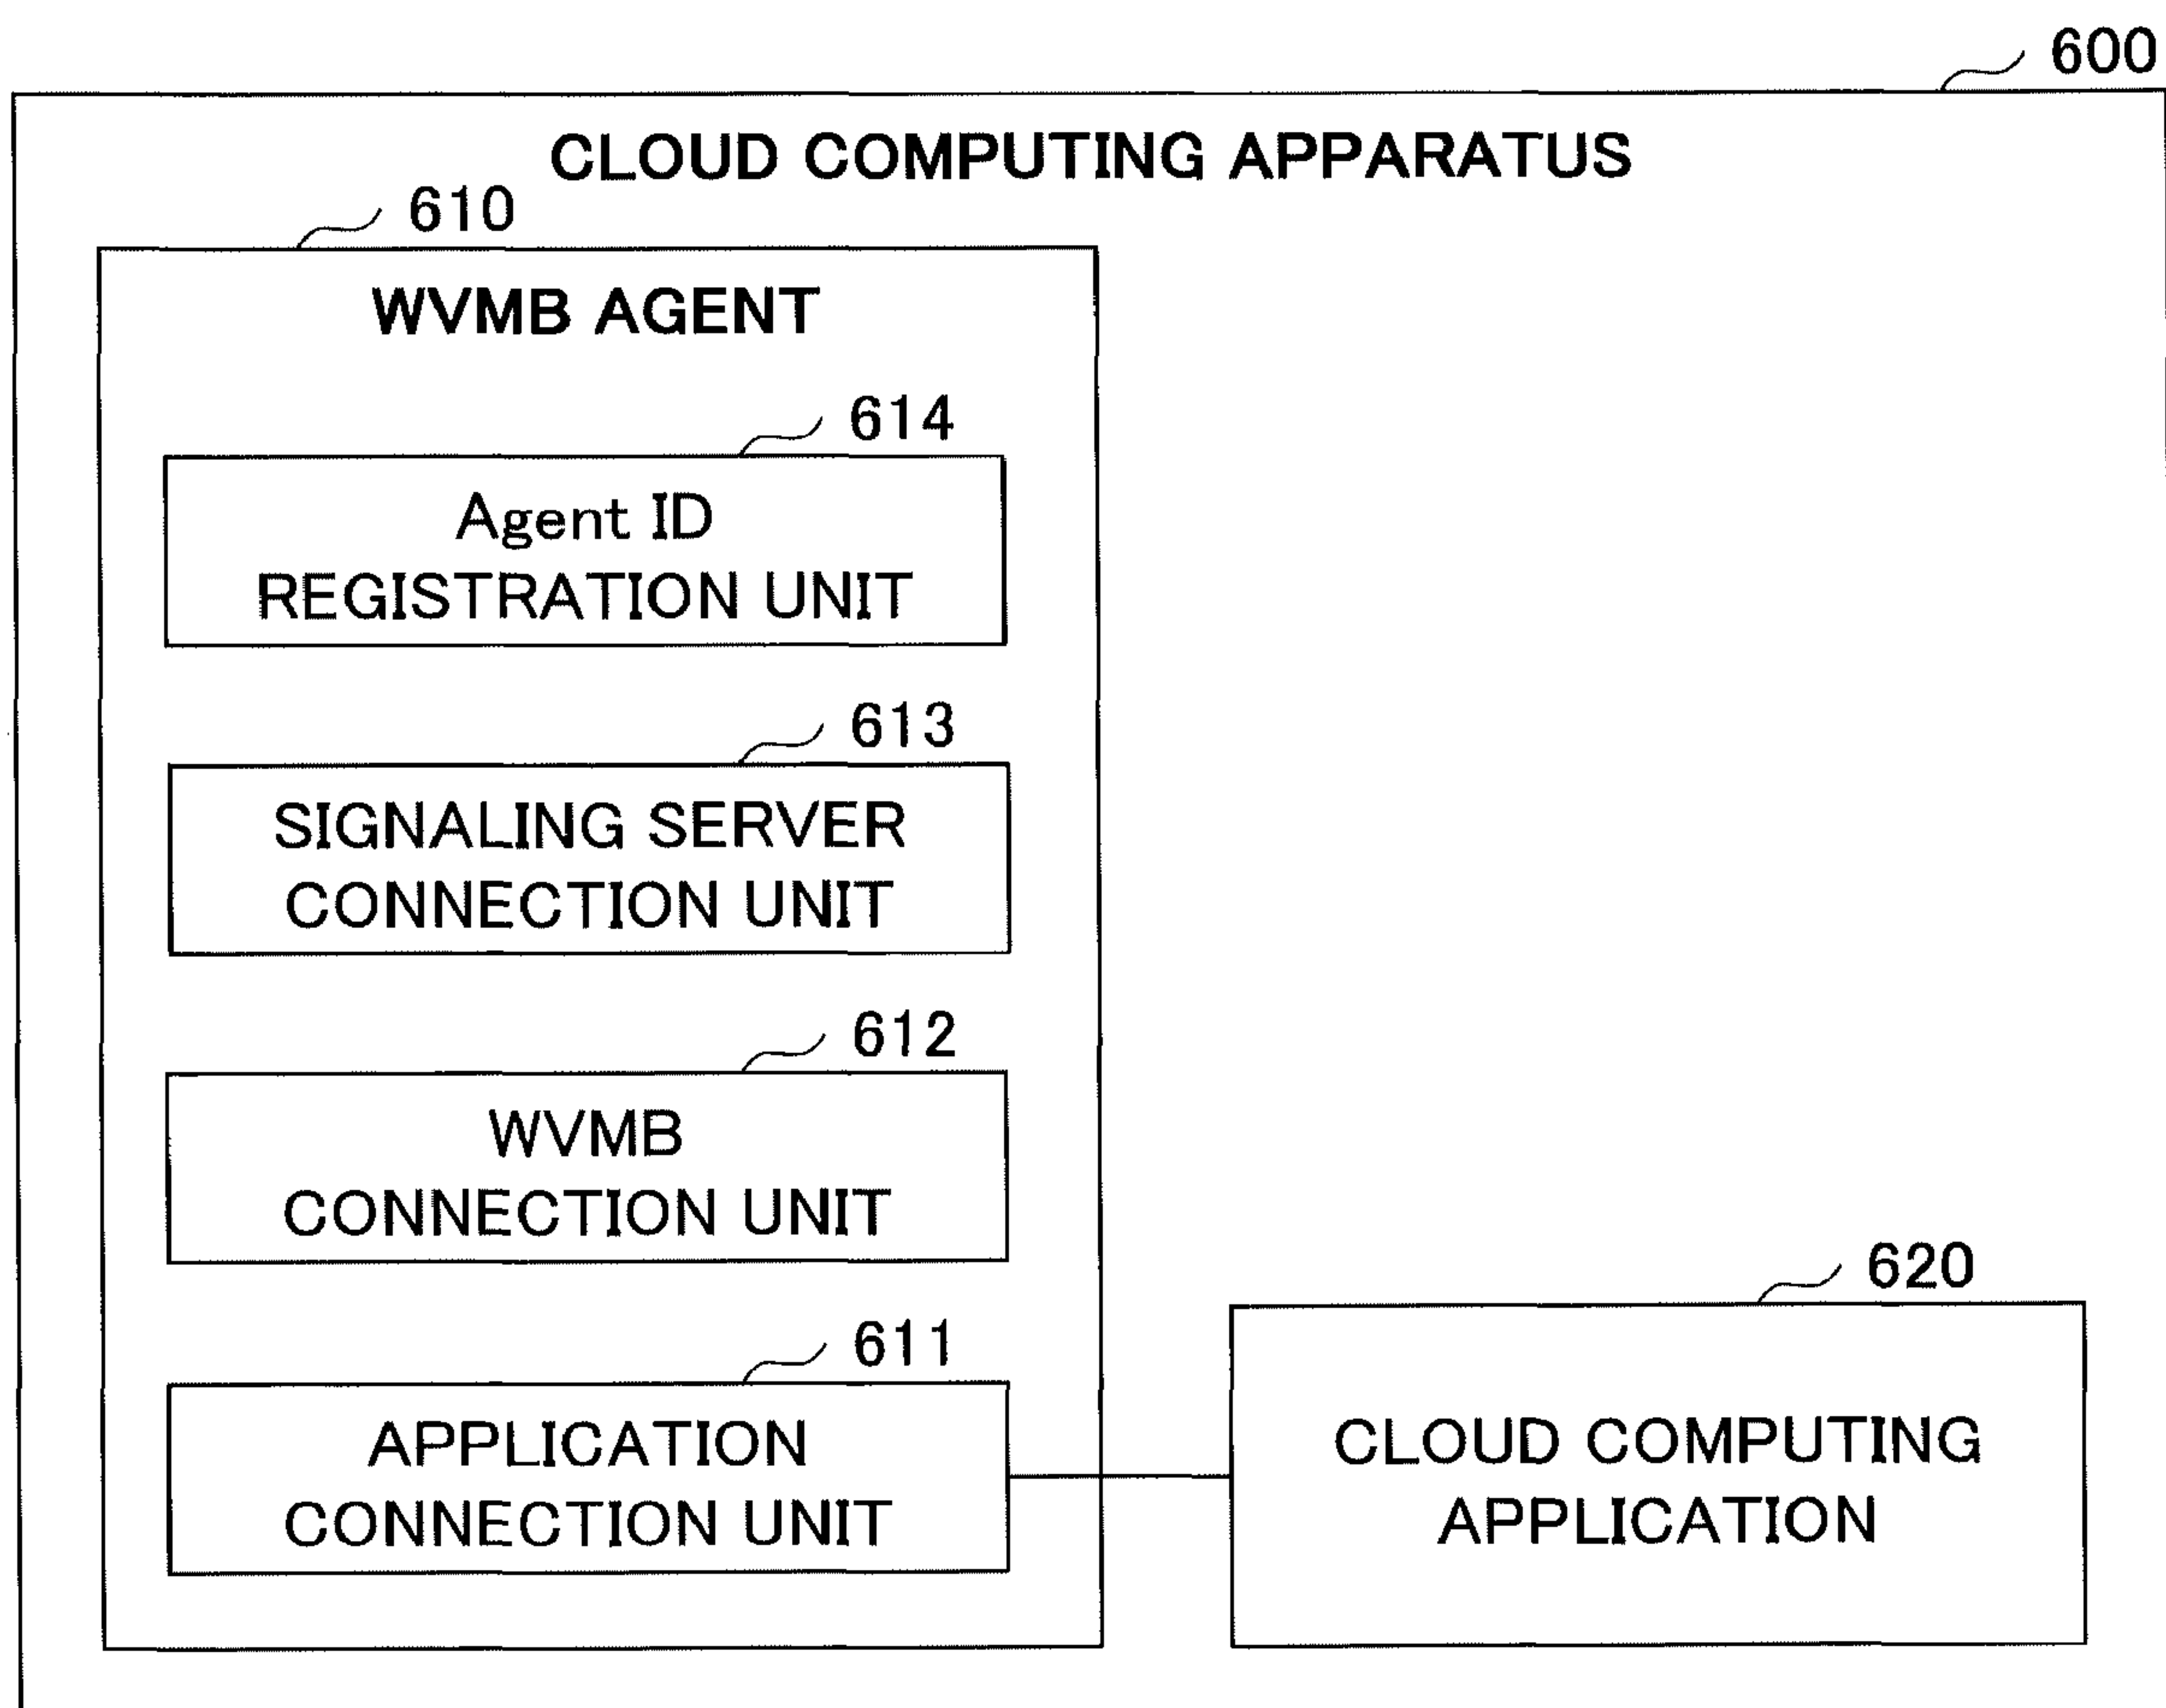 600
CLOUD COMPUTING APPARATUS
610
WVMB AGENT
614
Agent ID
REGISTRATION UNIT
613
SIGNALING SERVER
CONNECTION UNIT
612
WVMB
CONNECTION UNIT
611
APPLICATION
CONNECTION UNIT
620
CLOUD COMPUTING
APPLICATION